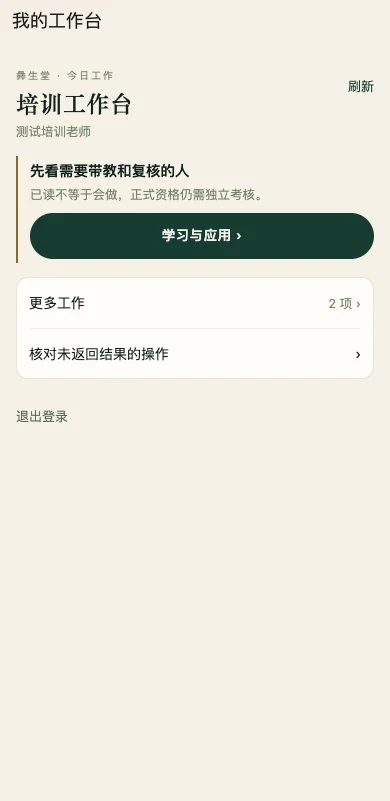 我的工作台
彝生堂 · 今日工作
培训工作台
刷新
测试培训老师
先看需要带教和复核的人
已读不等于会做，正式资格仍需独立考核。
学习与应用 ›
更多工作
2 项 ›
核对未返回结果的操作 ›
退出登录